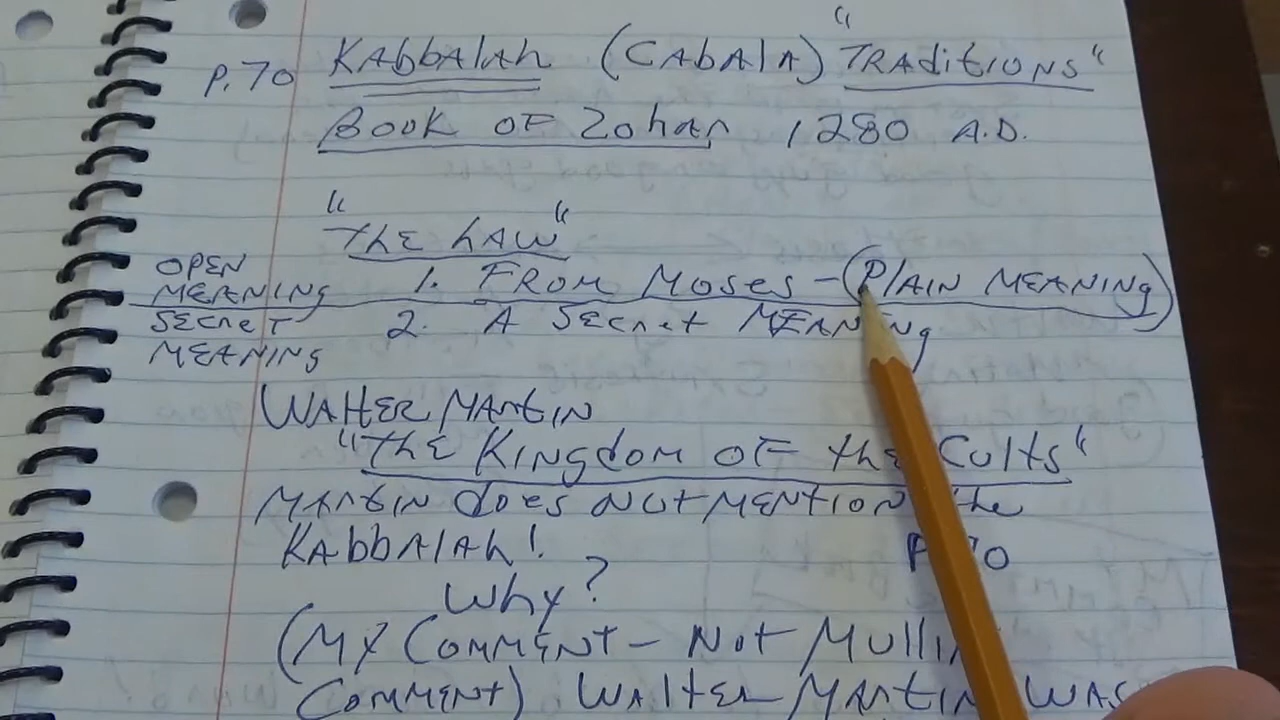 P.70 Kabbalah (Cabala) "Traditions"
Book of Zohar 1280 A.D.
"The Law"
Open Meaning 1. From Moses - (Plain Meaning)
Secret Meaning 2. A Secret Meaning
Walter Martin
"The Kingdom of the Cults"
Martin does not mention the
Kabbalah! P.70
Why?
(My Comment - Not
Comment) Walter Martin was